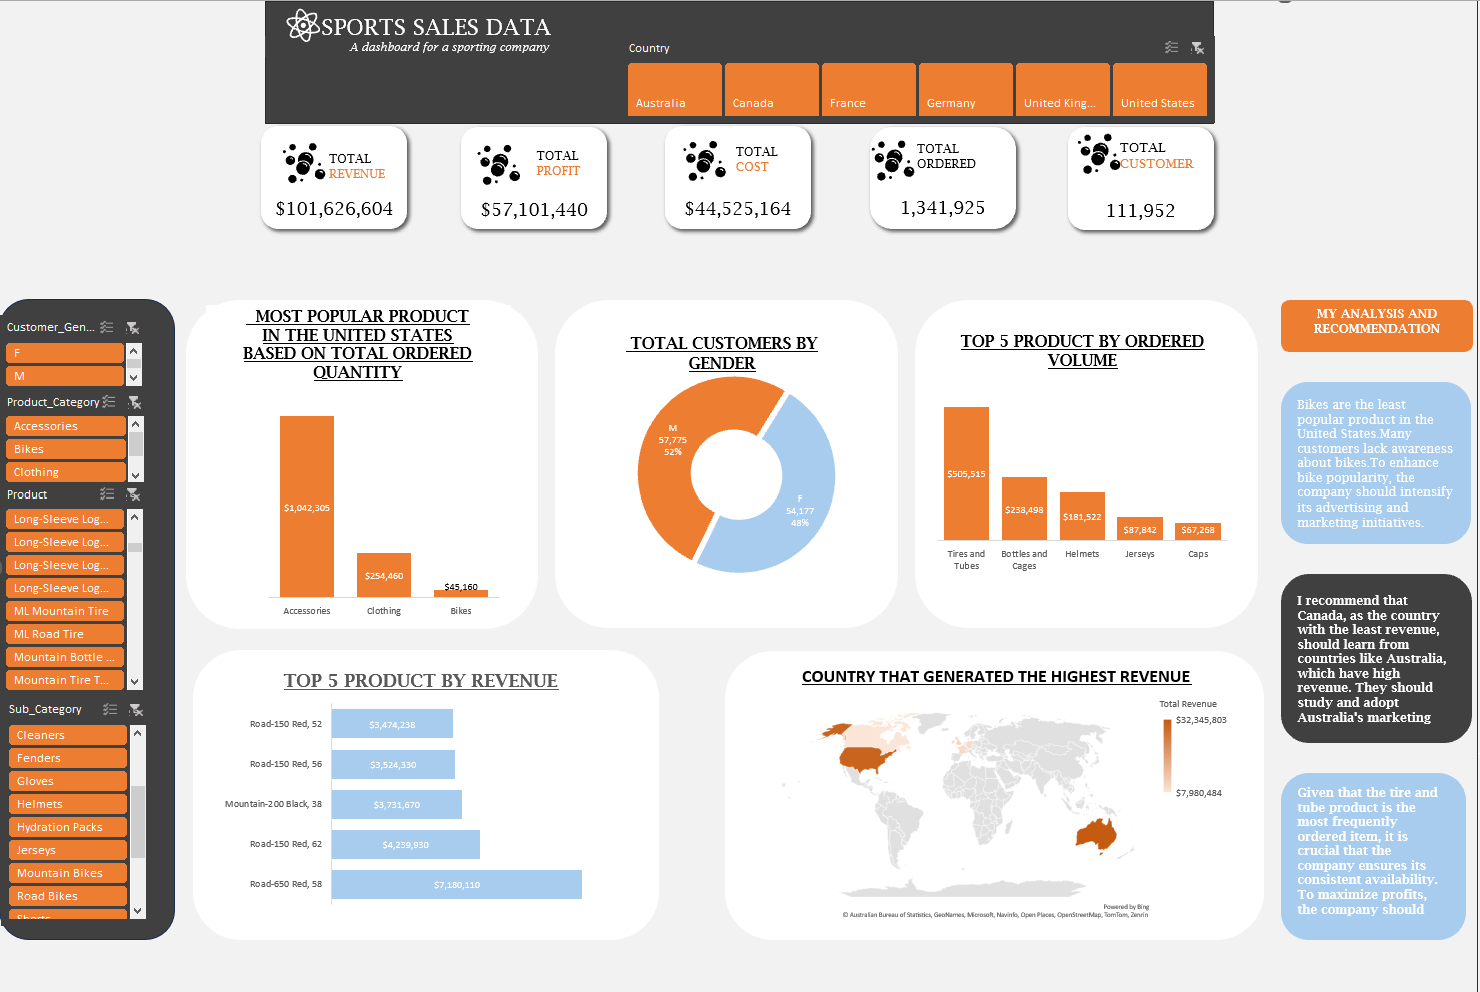 SPORTS SALES DATA
A dashboard for a sporting company
Country
Australia
Canada
France
Germany
United King...
United States
TOTAL
REVENUE
$101,626,604
TOTAL
PROFIT
$57,101,440
TOTAL
COST
$44,525,164
TOTAL
ORDERED
1,341,925
TOTAL
CUSTOMER
111,952
Customer_Gen...
F
M
Product_Category
Accessories
Bikes
Clothing
Product
Long-Sleeve Log...
Long-Sleeve Log...
Long-Sleeve Log...
Long-Sleeve Log...
ML Mountain Tire
ML Road Tire
Mountain Bottle ...
Mountain Tire T...
Sub_Category
Cleaners
Fenders
Gloves
Helmets
Hydration Packs
Jerseys
Mountain Bikes
Road Bikes
Shorts
MOST POPULAR PRODUCT
IN THE UNITED STATES
BASED ON TOTAL ORDERED
QUANTITY
$1,042,305
$254,460
$45,160
Accessories
Clothing
Bikes
TOTAL CUSTOMERS BY
GENDER
M
57,775
52%
F
54,177
48%
TOP 5 PRODUCT BY ORDERED
VOLUME
$505,515
$238,498
$181,522
$87,842
$67,268
Tires and
Tubes
Bottles and
Cages
Helmets
Jerseys
Caps
TOP 5 PRODUCT BY REVENUE
Road-150 Red, 52
$3,474,238
Road-150 Red, 56
$3,524,330
Mountain-200 Black, 38
$3,731,670
Road-150 Red, 62
$4,239,930
Road-650 Red, 58
$7,180,110
COUNTRY THAT GENERATED THE HIGHEST REVENUE
Total Revenue
$32,345,803
$7,980,484
Powered by Bing
© Australian Bureau of Statistics, GeoNames, Microsoft, Navinfo, Open Places, OpenStreetMap, TomTom, Zenrin
MY ANALYSIS AND
RECOMMENDATION
Bikes are the least
popular product in the
United States.Many
customers lack awareness
about bikes.To enhance
bike popularity, the
company should intensify
its advertising and
marketing initiatives.
I recommend that
Canada, as the country
with the least revenue,
should learn from
countries like Australia,
which have high
revenue. They should
study and adopt
Australia's marketing
Given that the tire and
tube product is the
most frequently
ordered item, it is
crucial that the
company ensures its
consistent availability.
To maximize profits,
the company should